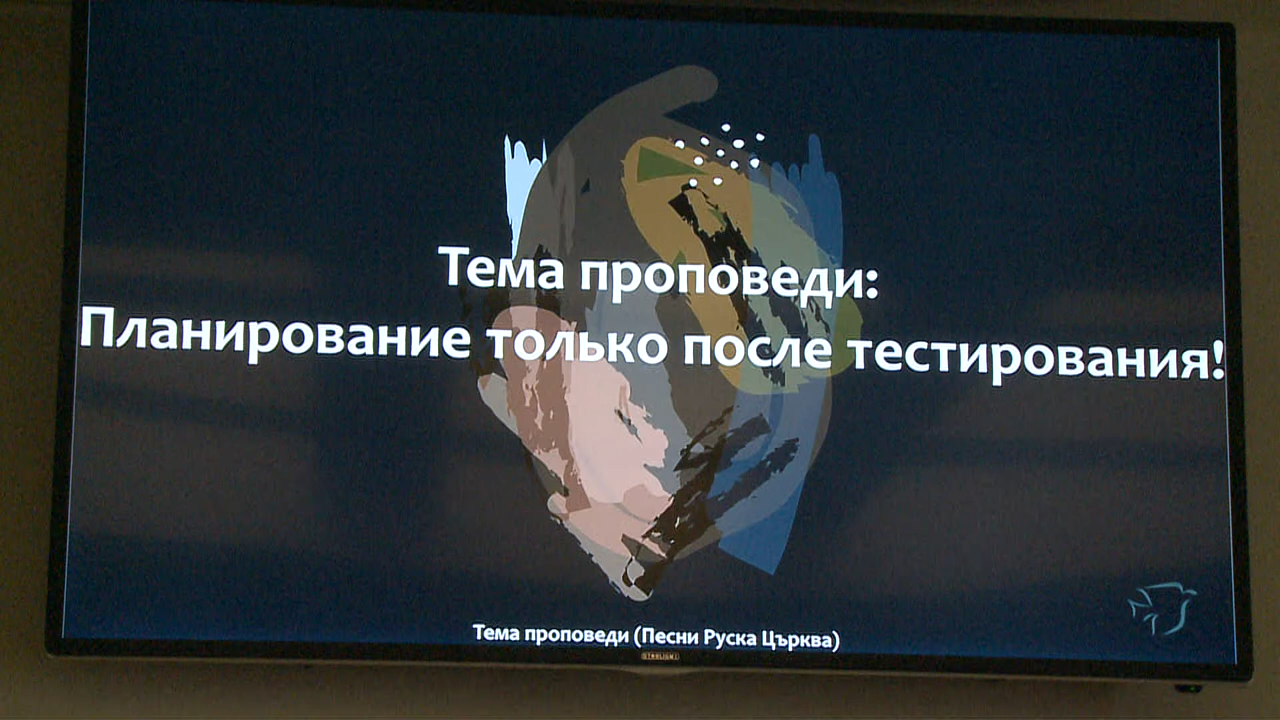 Тема проповеди:
Планирование только после тестирования!
Тема проповеди (Песни Руска Църква)